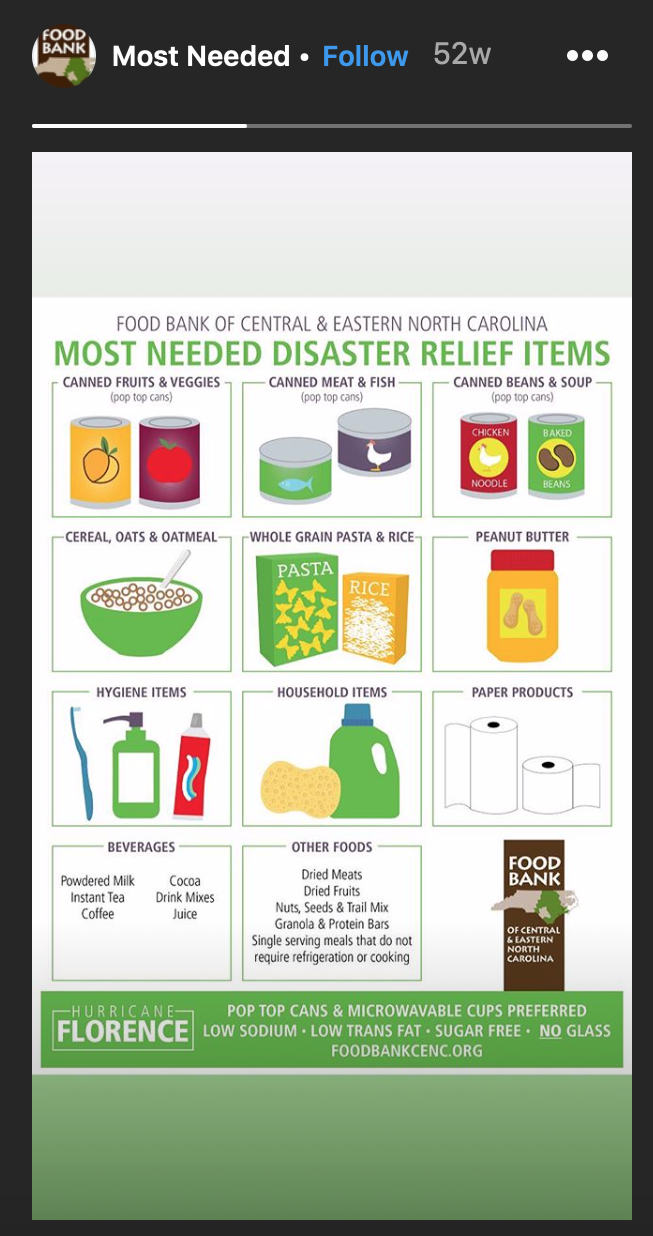 FOOD
BANK
Most Needed • Follow 52w
FOOD BANK OF CENTRAL & EASTERN NORTH CAROLINA
MOST NEEDED DISASTER RELIEF ITEMS
CANNED FRUITS & VEGGIES
(pop top cans)
CANNED MEAT & FISH
(pop top cans)
CANNED BEANS & SOUP
(pop top cans)
CHICKEN
NOODLE
BAKED
BEANS
CEREAL, OATS & OATMEAL
WHOLE GRAIN PASTA & RICE
PASTA
RICE
PEANUT BUTTER
HYGIENE ITEMS
HOUSEHOLD ITEMS
PAPER PRODUCTS
BEVERAGES
Powdered Milk
Instant Tea
Coffee
Cocoa
Drink Mixes
Juice
OTHER FOODS
Dried Meats
Dried Fruits
Nuts, Seeds & Trail Mix
Granola & Protein Bars
Single serving meals that do not
require refrigeration or cooking
FOOD
BANK
OF CENTRAL
& EASTERN
NORTH
CAROLINA
HURRICANE
FLORENCE
POP TOP CANS & MICROWAVABLE CUPS PREFERRED
LOW SODIUM • LOW TRANS FAT • SUGAR FREE • NO GLASS
FOODBANKCENC.ORG